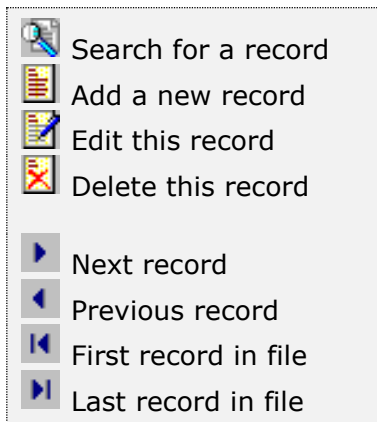 Search for a record
Add a new record
Edit this record
Delete this record
Next record
Previous record
First record in file
Last record in file